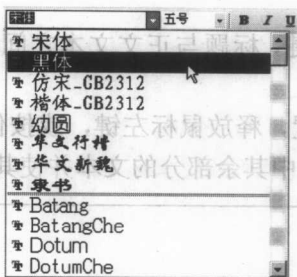 五号 B I U
宋体
黑体
仿宋_GB2312
楷体_GB2312
幼圆
华文行楷
华文新魏
隶书
Batang
BatangChe
Dotum
DotumChe